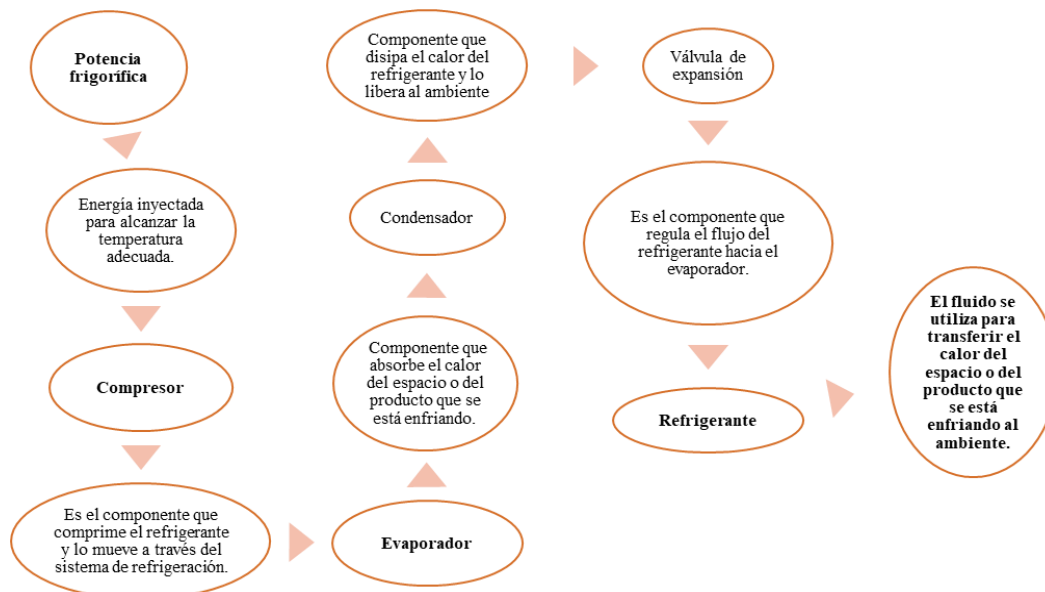 Potencia
frigorífica
Energía inyectada
para alcanzar la
temperatura
adecuada.
Compresor
Es el componente que
comprime el refrigerante
y lo mueve a través del
sistema de refrigeración.
Evaporador
Componente que
absorbe el calor
del espacio o del
producto que se
está enfriando.
Condensador
Componente que
disipa el calor del
refrigerante y lo
libera al ambiente
Válvula de
expansión
Es el componente que
regula el flujo del
refrigerante hacia el
evaporador.
Refrigerante
El fluido se
utiliza para
transferir el
calor del
espacio o del
producto que
se está
enfriando al
ambiente.